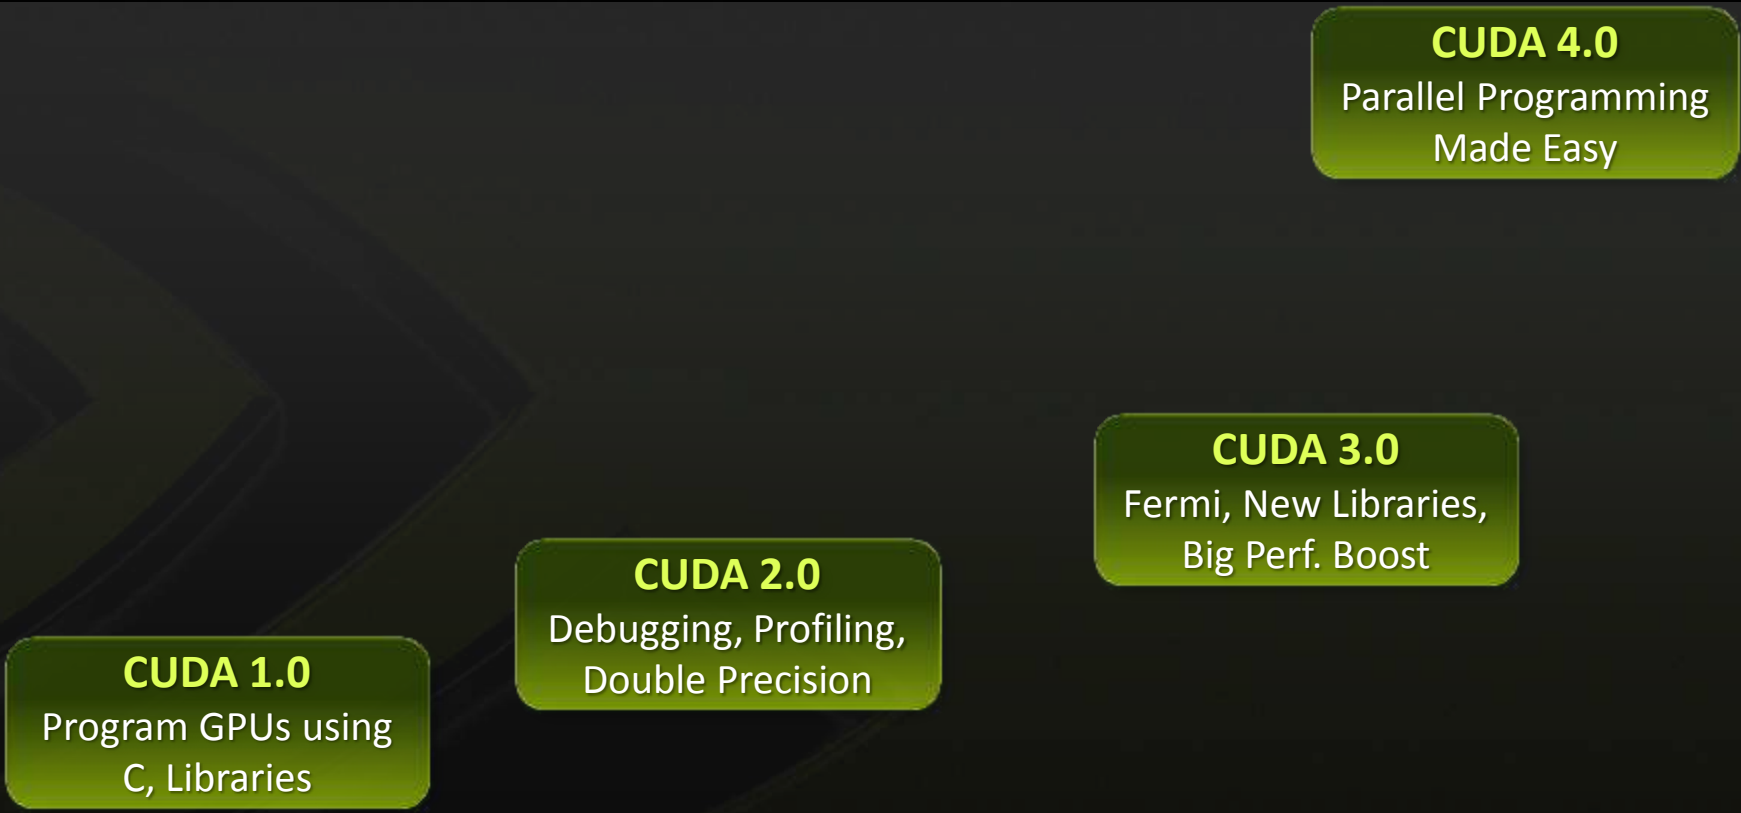 CUDA 4.0
Parallel Programming
Made Easy
CUDA 3.0
Fermi, New Libraries,
Big Perf. Boost
CUDA 2.0
Debugging, Profiling,
Double Precision
CUDA 1.0
Program GPUs using
C, Libraries